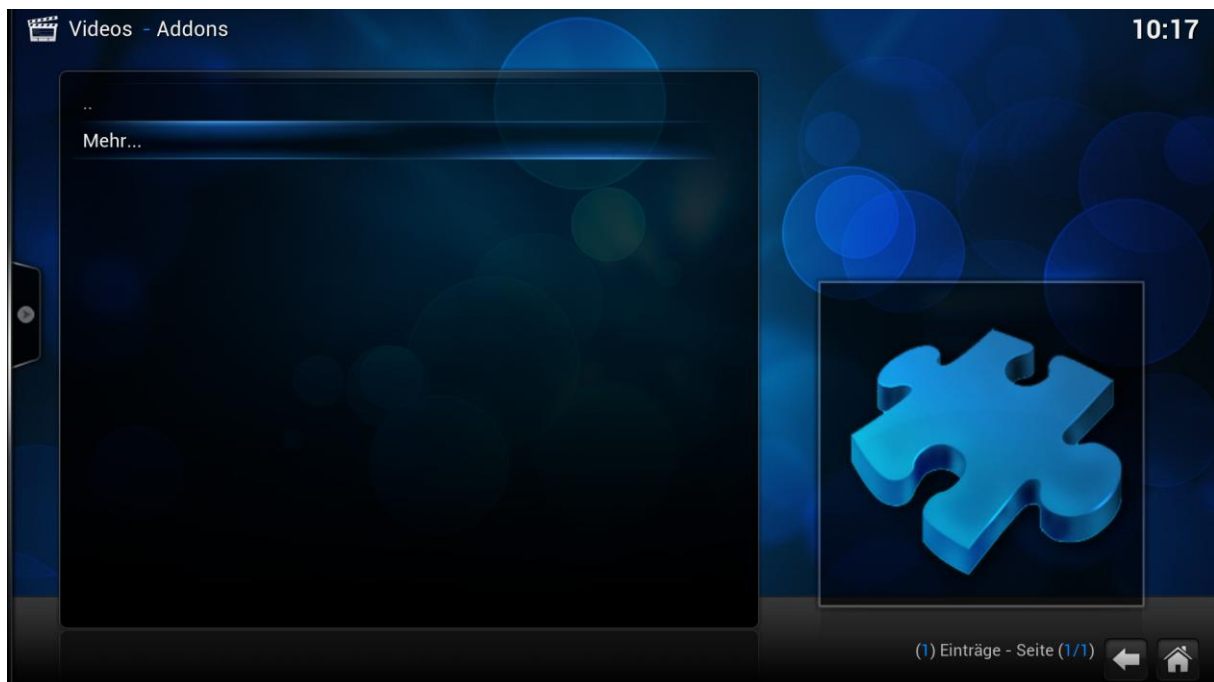 Videos - Addons
10:17
..
Mehr...
(1) Einträge - Seite (1/1)